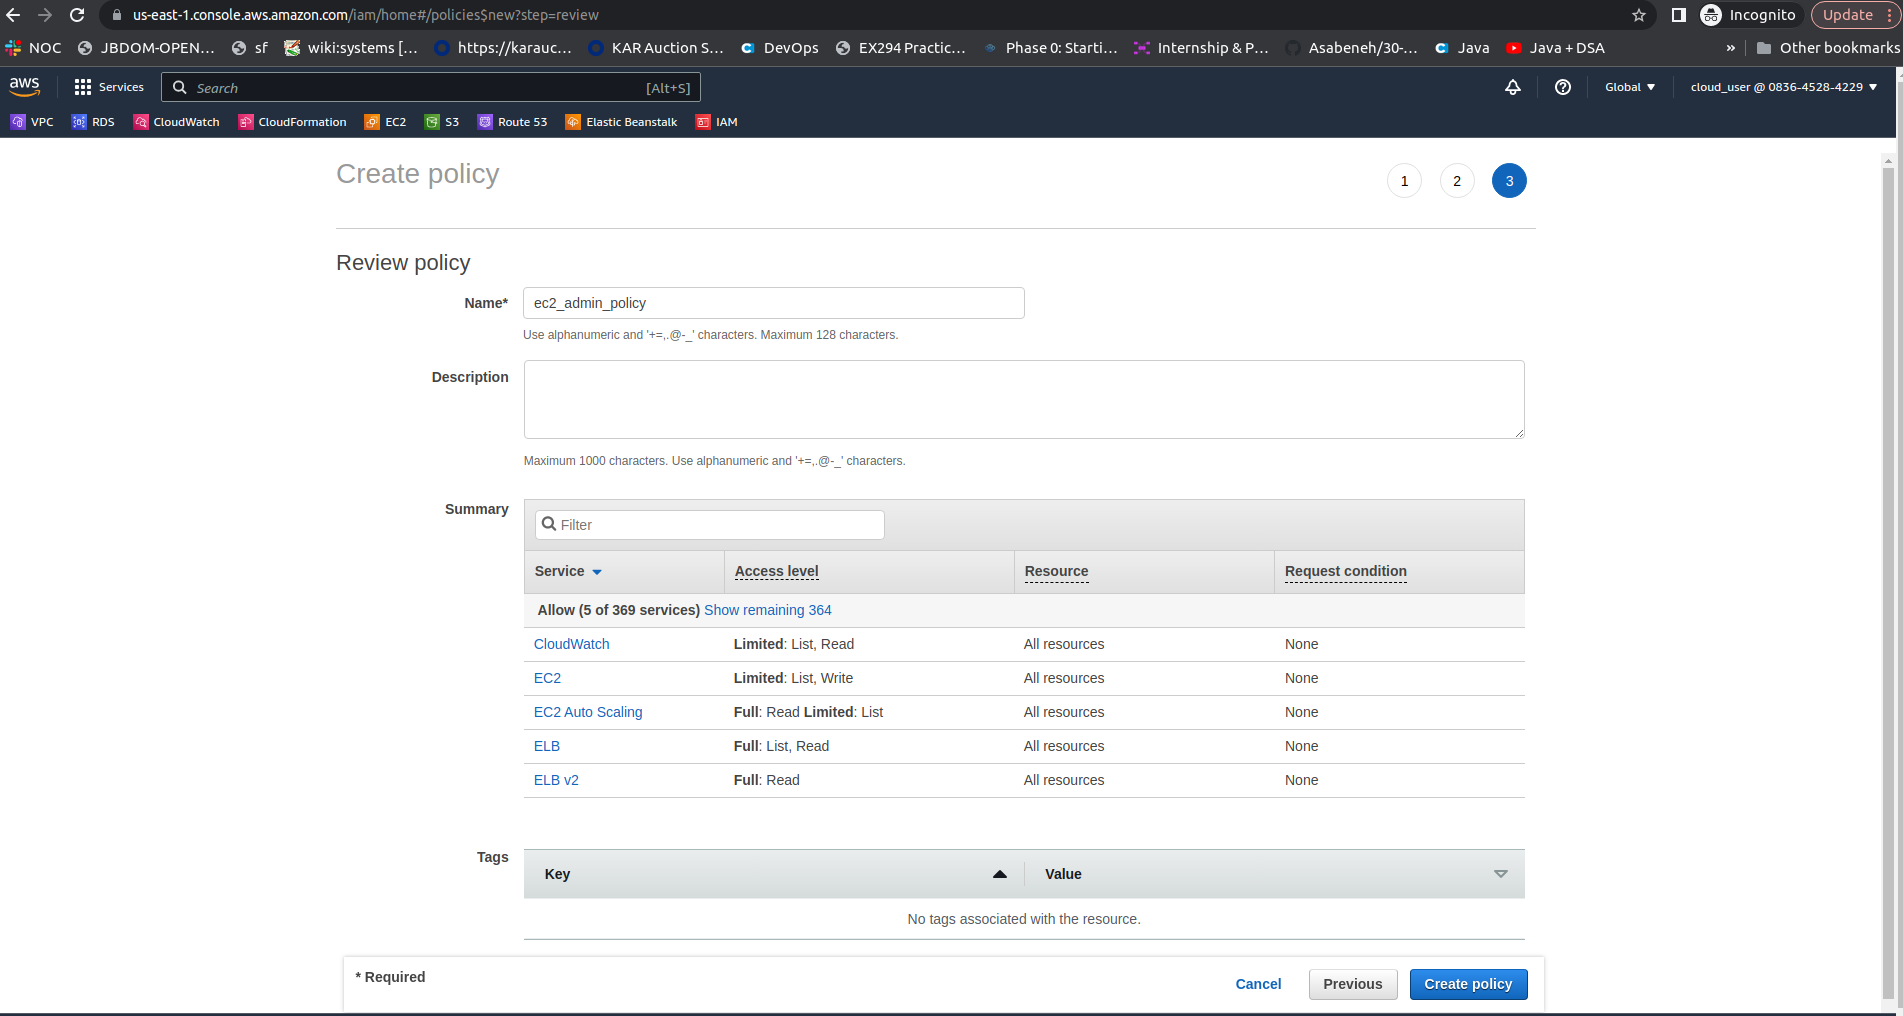 us-east-1.console.aws.amazon.com/iam/home#/policies$new?step=review
Incognito
Update
NOC
JBDOM-OPEN...
sf
wiki:systems [...
https://karauc...
KAR Auction S...
DevOps
EX294 Practic...
Phase 0: Starti...
Internship & P...
Asabeneh/30-...
Java
Java + DSA
»
Other bookmarks
aws
Services
Search
[Alt+S]
Global
cloud_user @ 0836-4528-4229
VPC
RDS
CloudWatch
CloudFormation
EC2
S3
Route 53
Elastic Beanstalk
IAM
Create policy
1
2
3
Review policy
Name*
ec2_admin_policy
Use alphanumeric and '+=,.@-_' characters. Maximum 128 characters.
Description
Maximum 1000 characters. Use alphanumeric and '+=,.@-_' characters.
Summary
Filter
Service
Access level
Resource
Request condition
Allow (5 of 369 services) Show remaining 364
CloudWatch
Limited: List, Read
All resources
None
EC2
Limited: List, Write
All resources
None
EC2 Auto Scaling
Full: Read Limited: List
All resources
None
ELB
Full: List, Read
All resources
None
ELB v2
Full: Read
All resources
None
Tags
Key
Value
No tags associated with the resource.
* Required
Cancel
Previous
Create policy